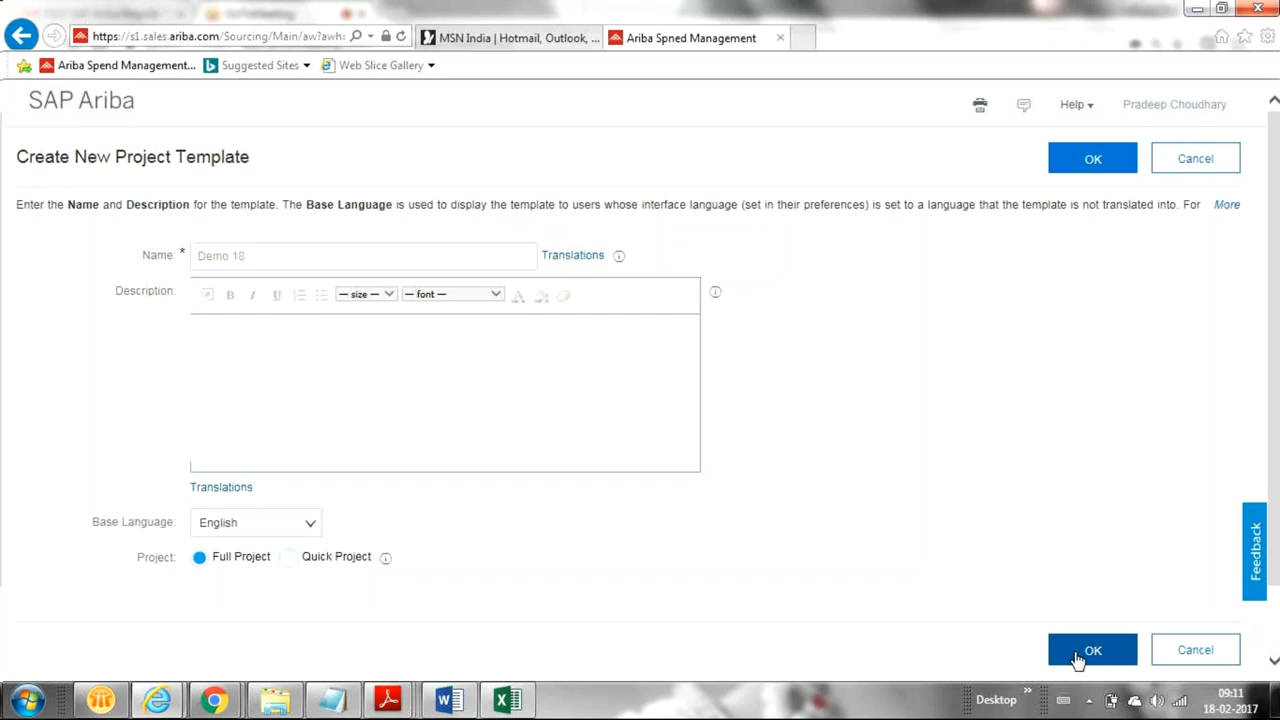 https://s1.sales.ariba.com/Sourcing/Main/aw?awh:
MSN India | Hotmail, Outlook, ...
Ariba Spned Management
Ariba Spend Management...
Suggested Sites
Web Slice Gallery
SAP Ariba
Help
Pradeep Choudhary
Create New Project Template
OK
Cancel
Enter the Name and Description for the template. The Base Language is used to display the template to users whose interface language (set in their preferences) is set to a language that the template is not translated into. For More
Name: * Demo 18 Translations
Description:
B I U — size — — font —
Translations
Base Language: English
Project: Full Project Quick Project
Feedback
OK
Cancel
Desktop
09:11
18-02-2017